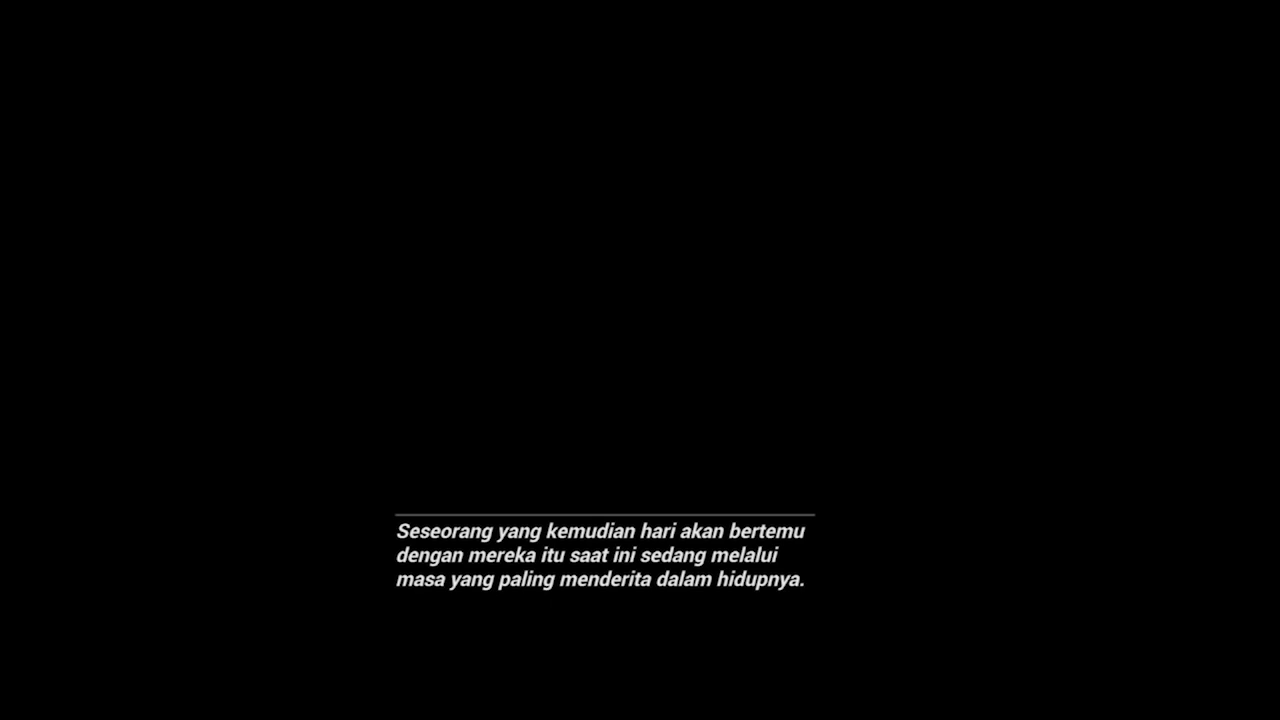 Seseorang yang kemudian hari akan bertemu
dengan mereka itu saat ini sedang melalui
masa yang paling menderita dalam hidupnya.